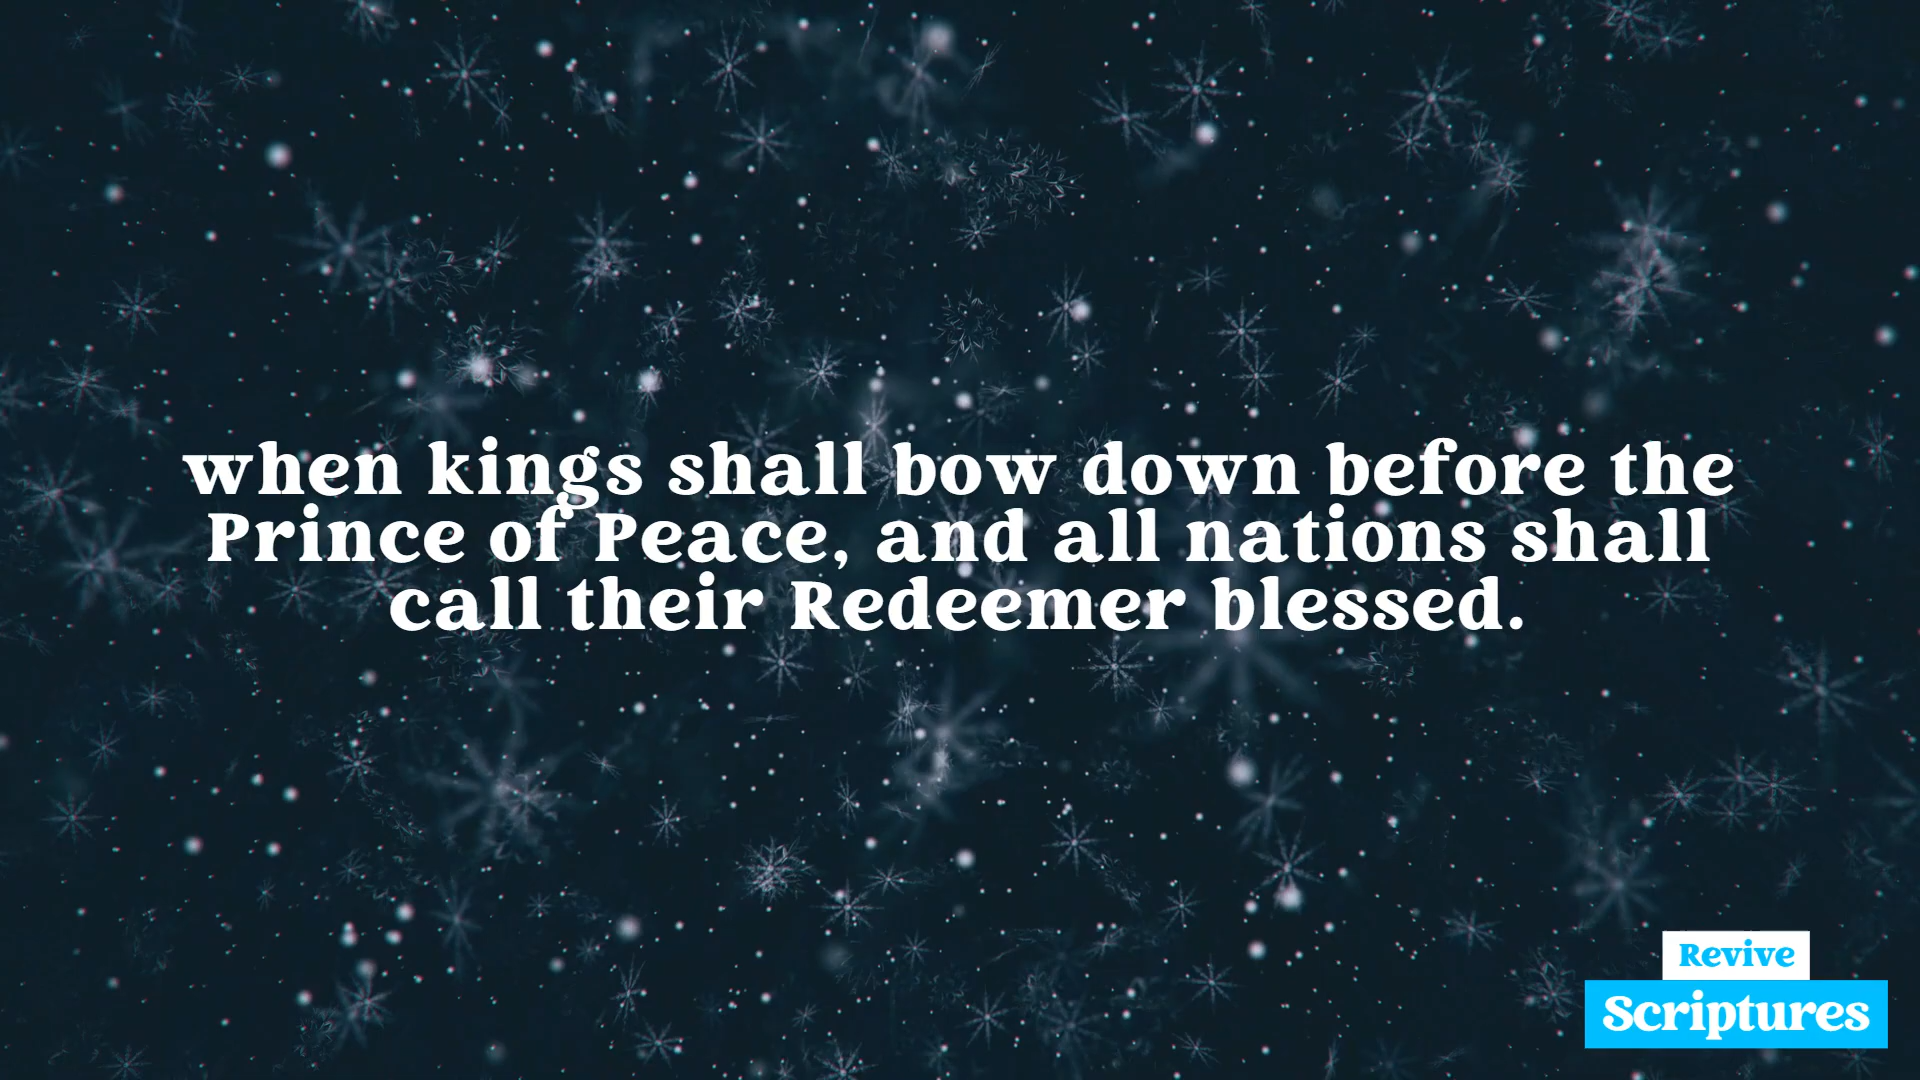 when kings shall bow down before the
Prince of Peace, and all nations shall
call their Redeemer blessed.
Revive
Scriptures